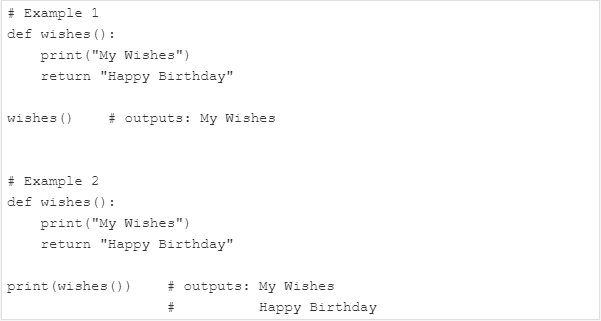 # Example 1
def wishes():
    print("My Wishes")
    return "Happy Birthday"
wishes()    # outputs: My Wishes
# Example 2
def wishes():
    print("My Wishes")
    return "Happy Birthday"
print(wishes())    # outputs: My Wishes
                   #          Happy Birthday